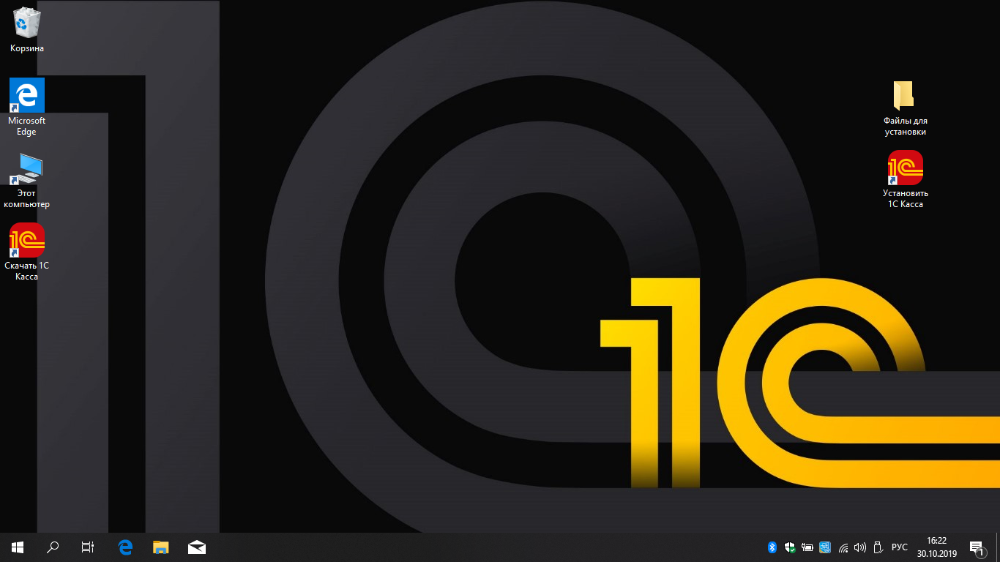 Корзина
Microsoft
Edge
Этот
компьютер
Скачать 1С
Касса
Файлы для
установки
Установить
1С Касса
1С
РУС
16:22
30.10.2019
1